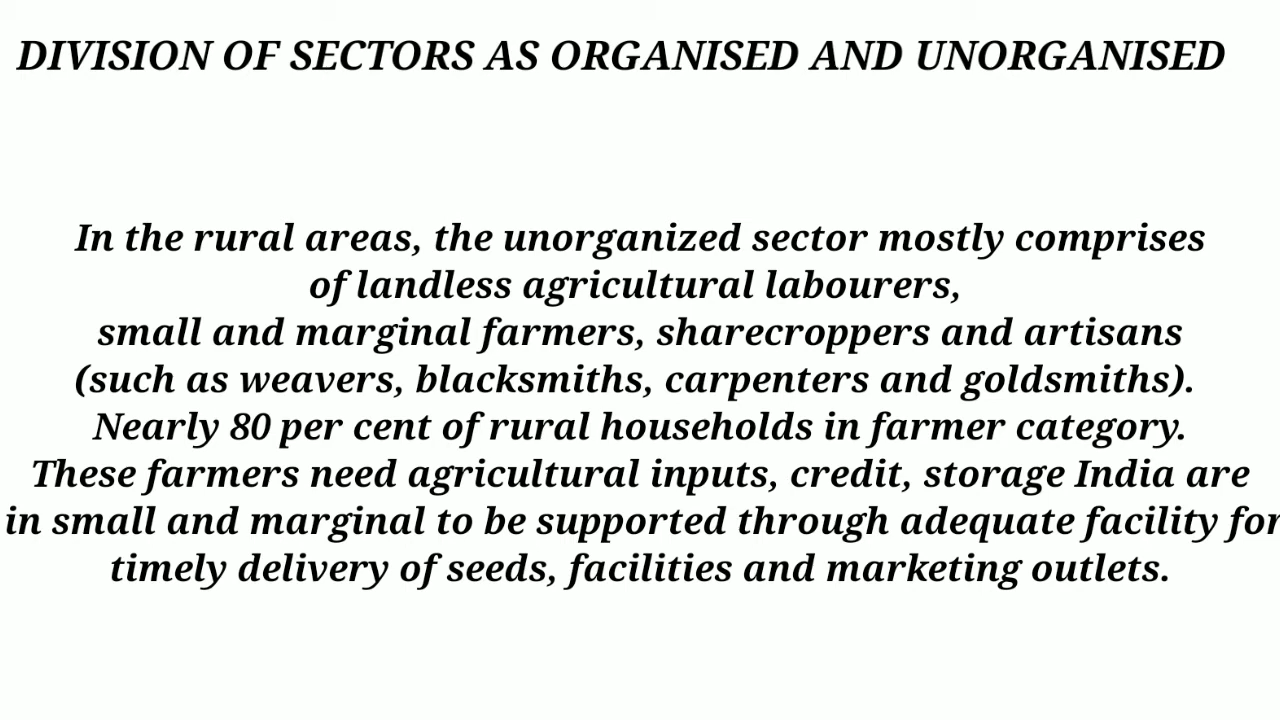 DIVISION OF SECTORS AS ORGANISED AND UNORGANISED
In the rural areas, the unorganized sector mostly comprises
of landless agricultural labourers,
small and marginal farmers, sharecroppers and artisans
(such as weavers, blacksmiths, carpenters and goldsmiths).
Nearly 80 per cent of rural households in farmer category.
These farmers need agricultural inputs, credit, storage India are
in small and marginal to be supported through adequate facility for
timely delivery of seeds, facilities and marketing outlets.